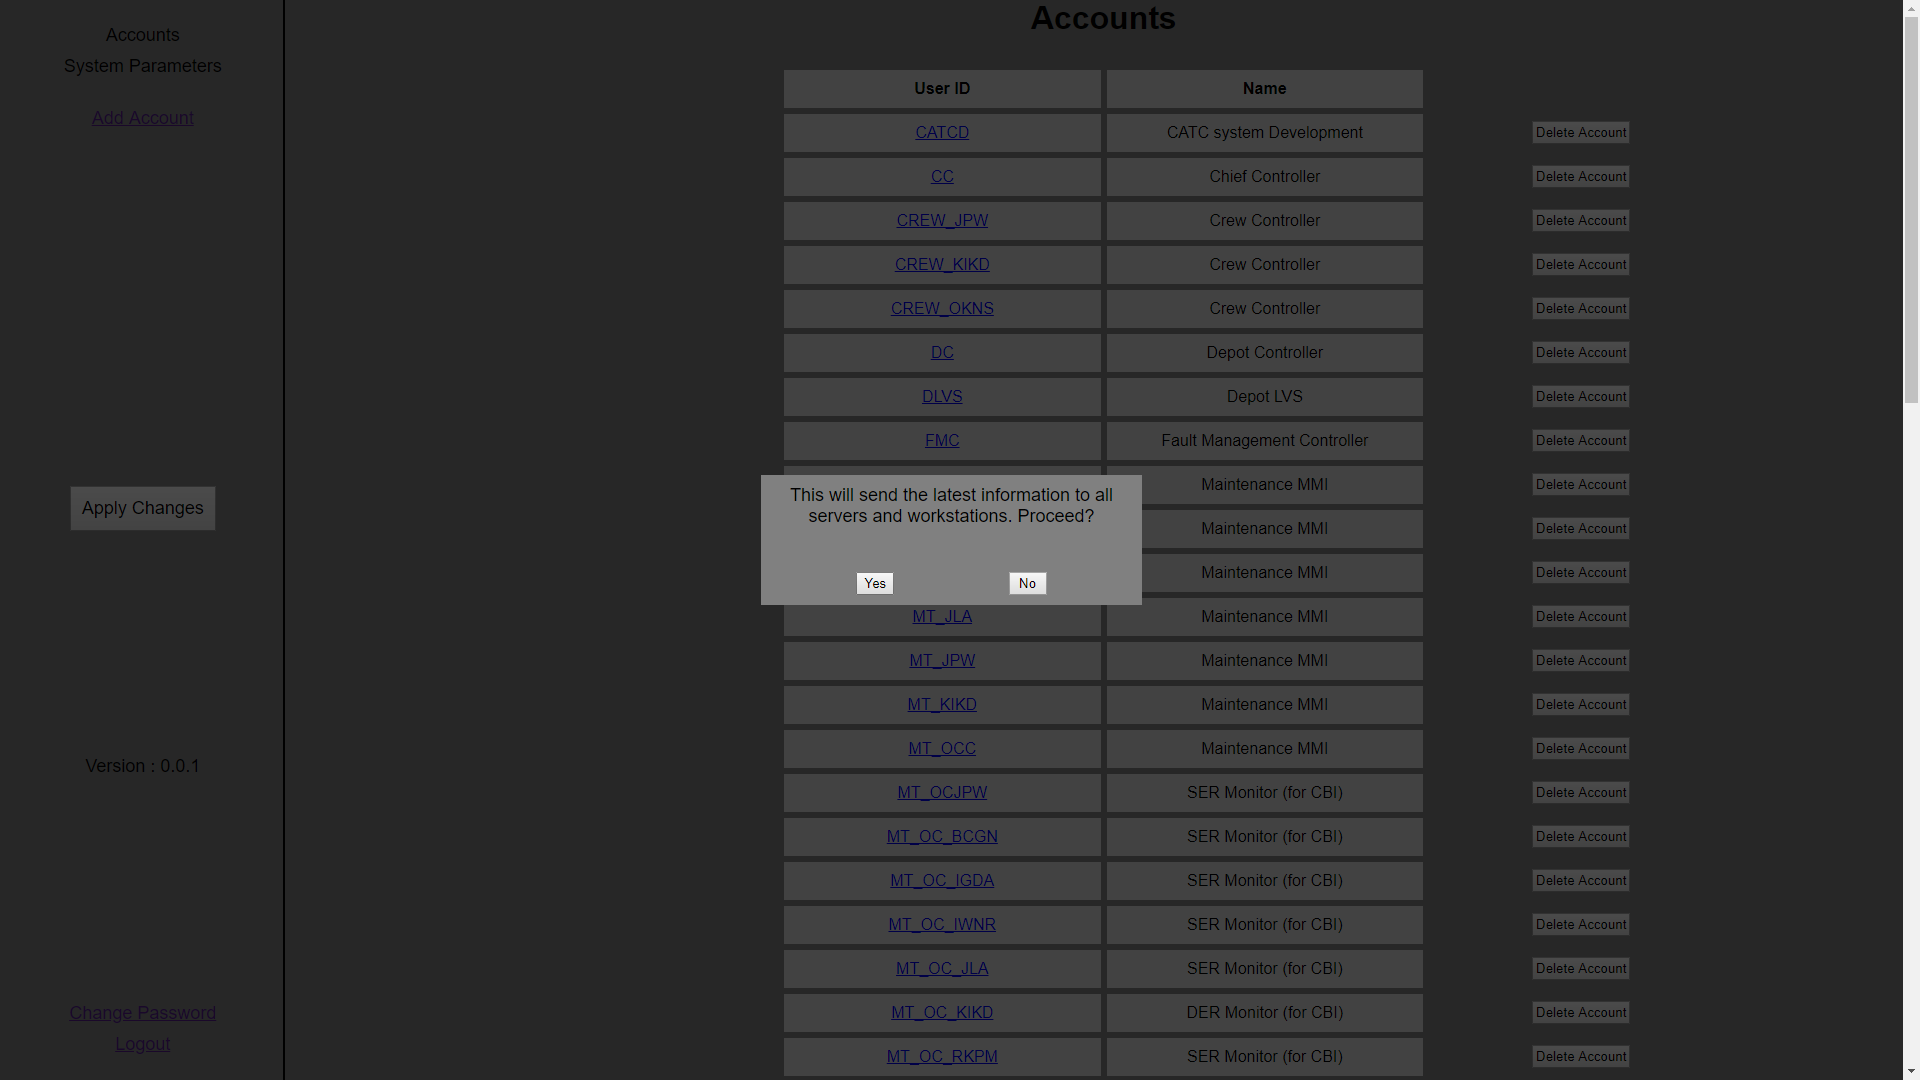 Accounts
System Parameters
Add Account
Apply Changes
Version : 0.0.1
Change Password
Logout
Accounts
User ID Name
CATCD CATC system Development Delete Account
CC Chief Controller Delete Account
CREW_JPW Crew Controller Delete Account
CREW_KIKD Crew Controller Delete Account
CREW_OKNS Crew Controller Delete Account
DC Depot Controller Delete Account
DLVS Depot LVS Delete Account
FMC Fault Management Controller Delete Account
Maintenance MMI Delete Account
Maintenance MMI Delete Account
Maintenance MMI Delete Account
This will send the latest information to all
servers and workstations. Proceed?
Yes No
MT_JLA Maintenance MMI Delete Account
MT_JPW Maintenance MMI Delete Account
MT_KIKD Maintenance MMI Delete Account
MT_OCC Maintenance MMI Delete Account
MT_OCJPW SER Monitor (for CBI) Delete Account
MT_OC_BCGN SER Monitor (for CBI) Delete Account
MT_OC_IGDA SER Monitor (for CBI) Delete Account
MT_OC_IWNR SER Monitor (for CBI) Delete Account
MT_OC_JLA SER Monitor (for CBI) Delete Account
MT_OC_KIKD DER Monitor (for CBI) Delete Account
MT_OC_RKPM SER Monitor (for CBI) Delete Account